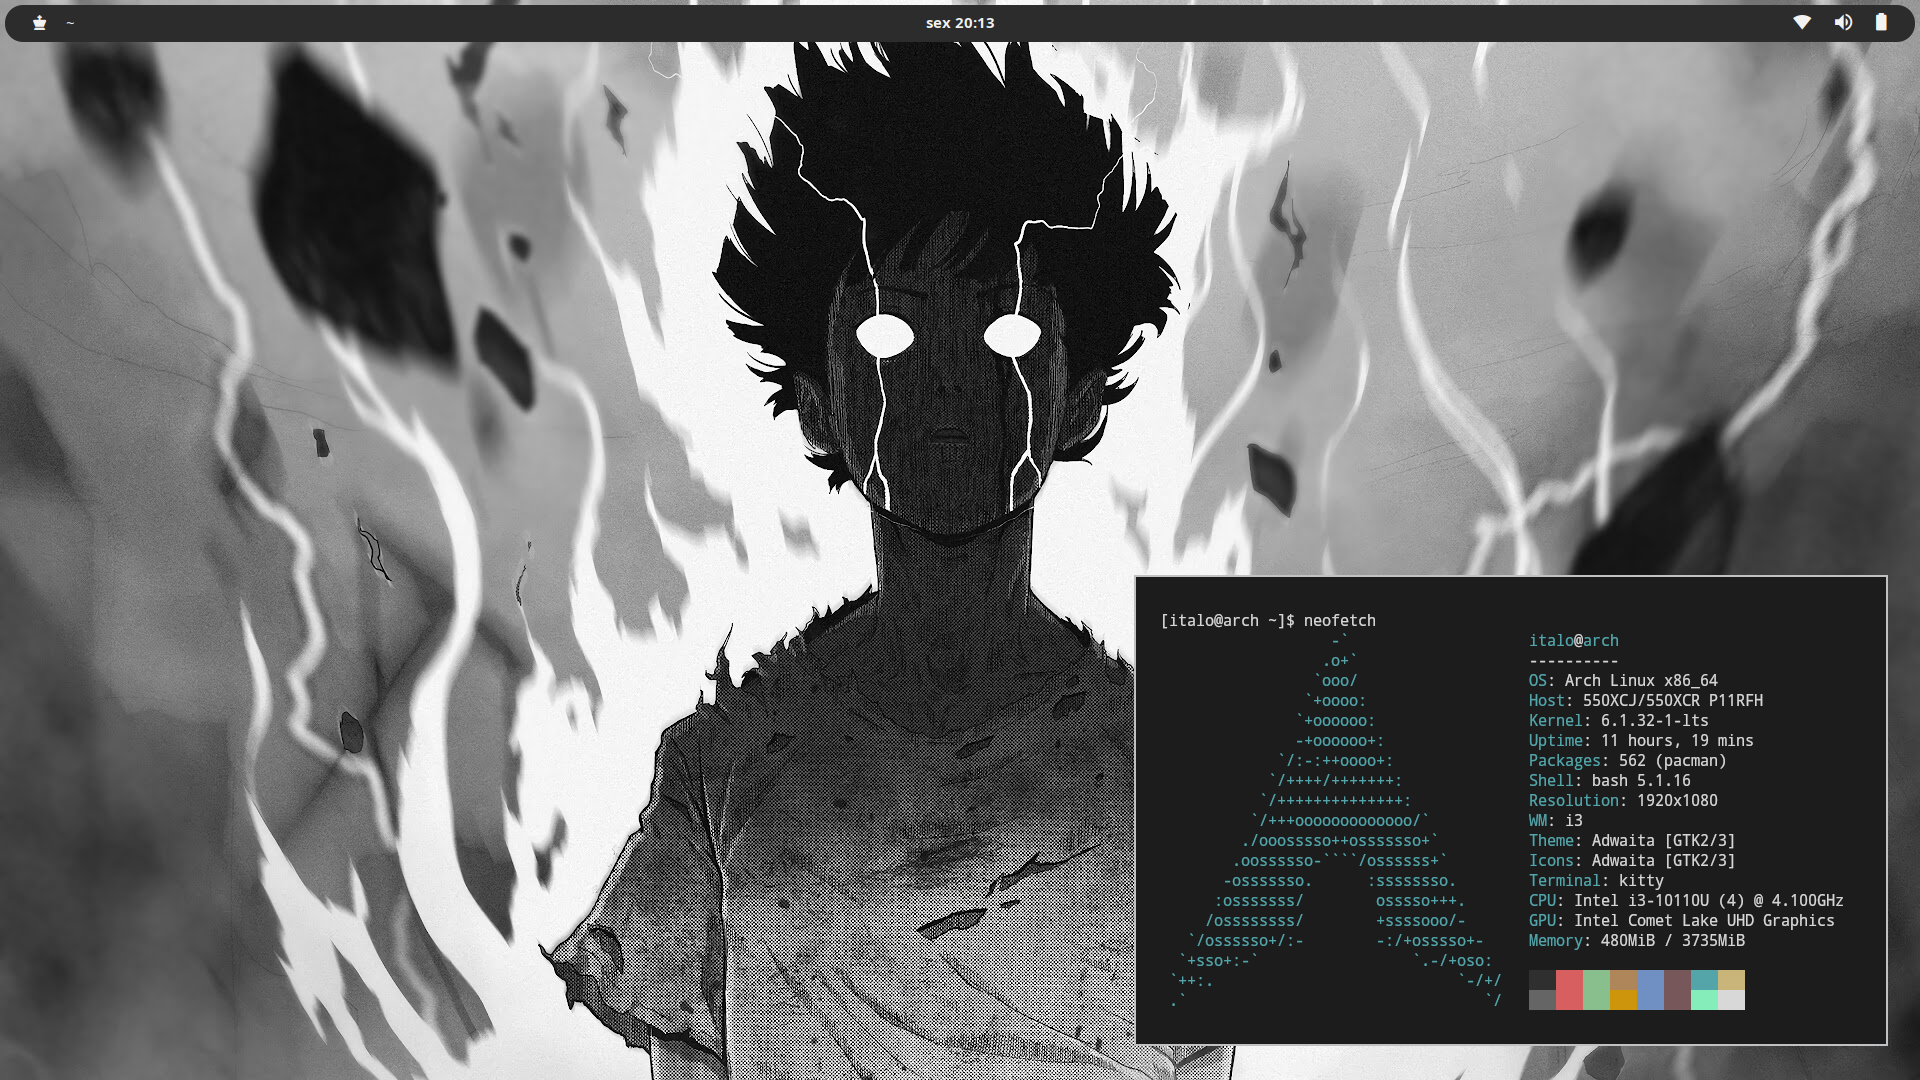 ~
sex 20:13
[italo@arch ~]$ neofetch
-`
.o+`
`ooo/
`+oooo:
`+oooooo:
-+oooooo+:
`/:-:++oooo+:
`/++++/+++++++:
`/++++++++++++++:
`/+++ooooooooooooo/`
./ooosssso++osssssso+`
.oossssso-````/ossssss+`
-osssssso.      :ssssssso.
:osssssss/        osssso+++.
/ossssssss/        +ssssooo/-
`/ossssso+/:-        -:/+osssso+-
`+sso+:-`                 `.-/+oso:
`++:.                           `-/+/
.`                                 `/
italo@arch
----------
OS: Arch Linux x86_64
Host: 550XCJ/550XCR P11RFH
Kernel: 6.1.32-1-lts
Uptime: 11 hours, 19 mins
Packages: 562 (pacman)
Shell: bash 5.1.16
Resolution: 1920x1080
WM: i3
Theme: Adwaita [GTK2/3]
Icons: Adwaita [GTK2/3]
Terminal: kitty
CPU: Intel i3-10110U (4) @ 4.100GHz
GPU: Intel Comet Lake UHD Graphics
Memory: 480MiB / 3735MiB